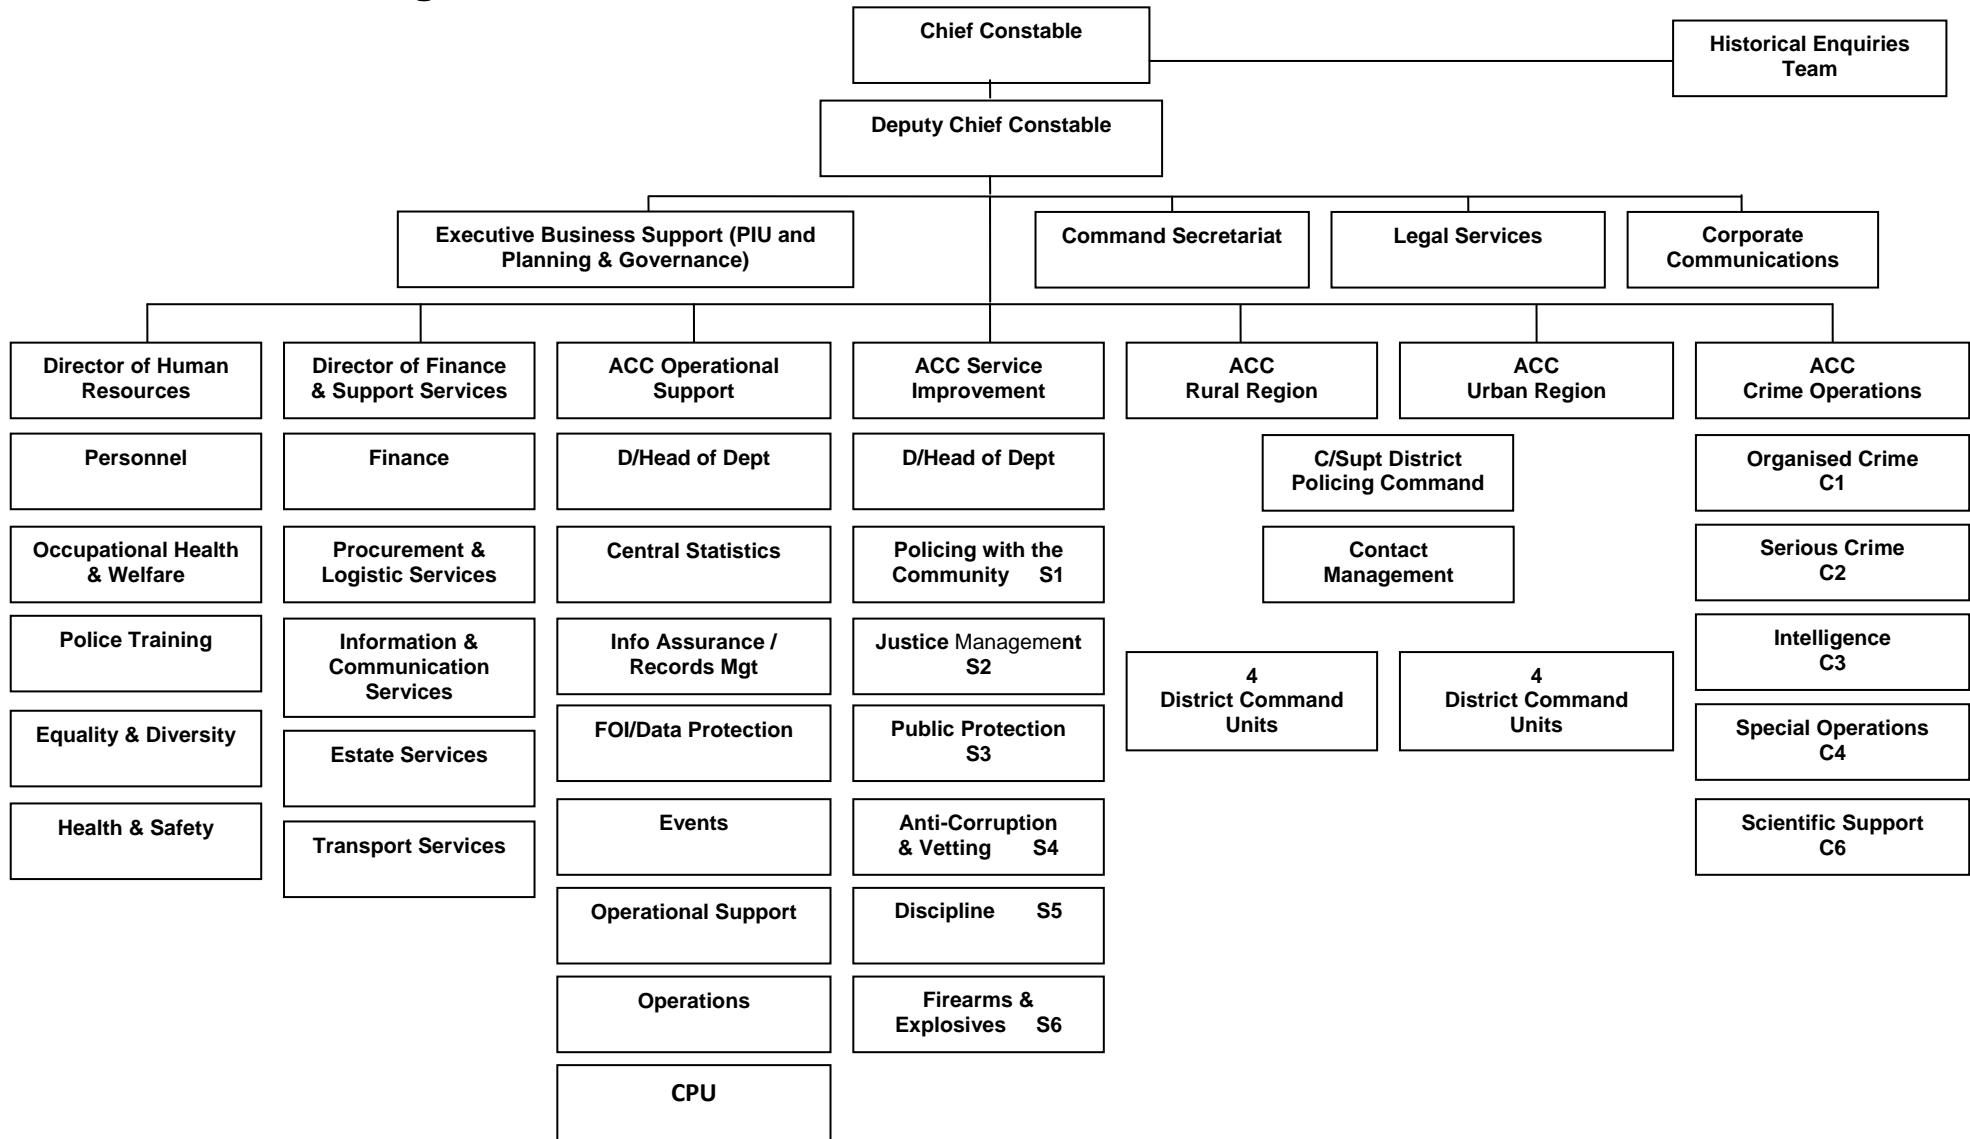 Chief Constable
Historical Enquiries
Team
Deputy Chief Constable
Executive Business Support (PIU and
Planning & Governance)
Command Secretariat
Legal Services
Corporate
Communications
Director of Human
Resources
Director of Finance
& Support Services
ACC Operational
Support
ACC Service
Improvement
ACC
Rural Region
ACC
Urban Region
ACC
Crime Operations
Personnel
Occupational Health
& Welfare
Police Training
Equality & Diversity
Health & Safety
Finance
Procurement &
Logistic Services
Information &
Communication
Services
Estate Services
Transport Services
D/Head of Dept
Central Statistics
Info Assurance /
Records Mgt
FOI/Data Protection
Events
Operational Support
Operations
CPU
D/Head of Dept
Policing with the
Community S1
Justice Management
S2
Public Protection
S3
Anti-Corruption
& Vetting S4
Discipline S5
Firearms &
Explosives S6
C/Supt District
Policing Command
Contact
Management
4
District Command
Units
4
District Command
Units
Organised Crime
C1
Serious Crime
C2
Intelligence
C3
Special Operations
C4
Scientific Support
C6